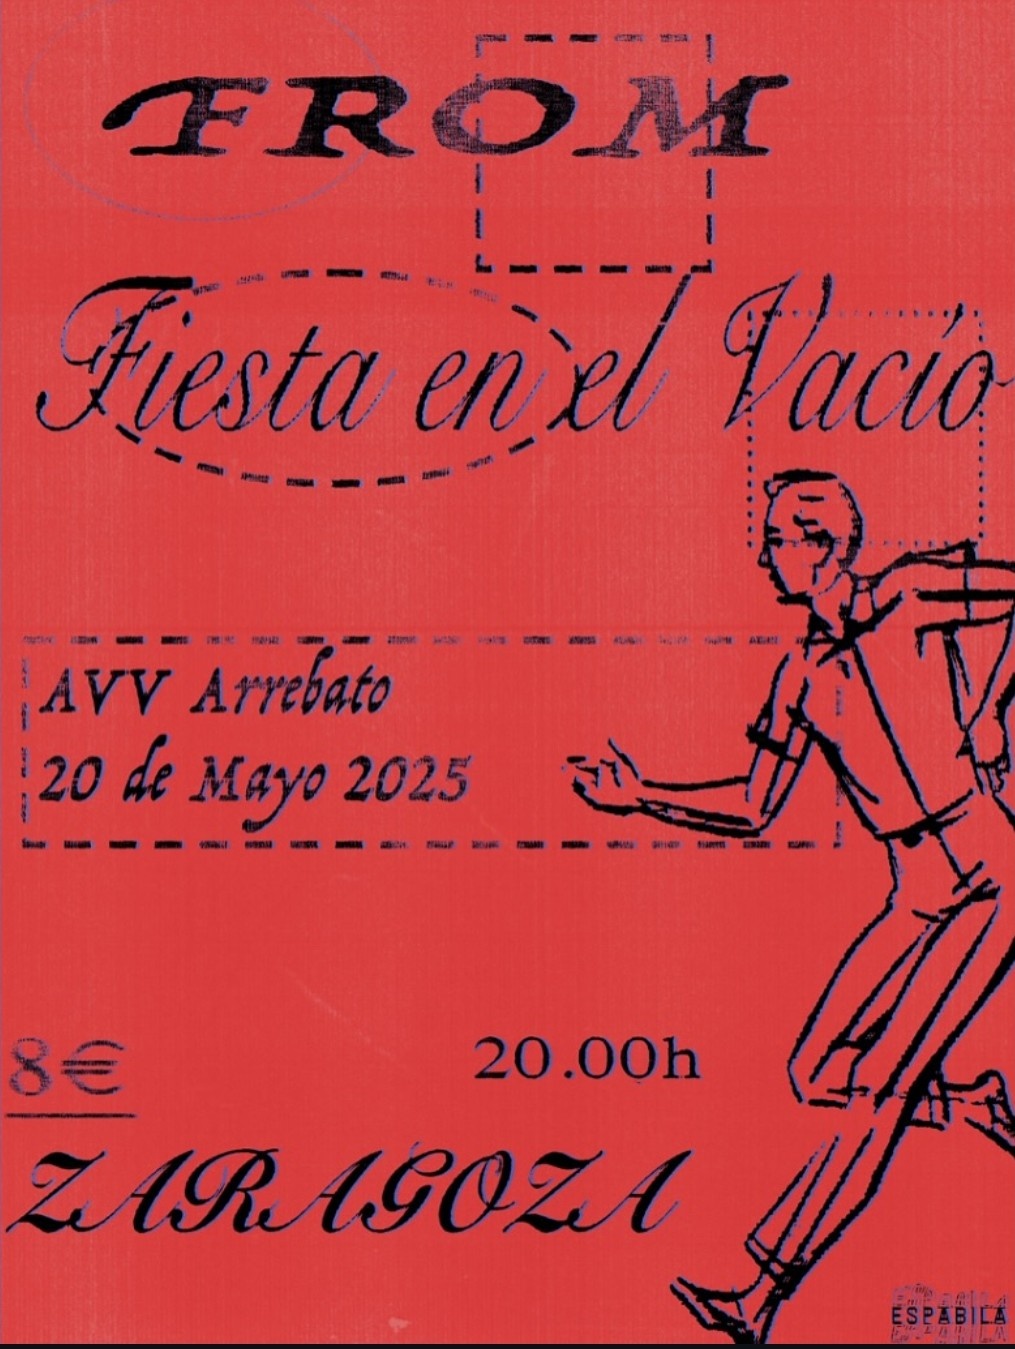 FROM
Fiesta en el Vacío
AVV Arrebato
20 de Mayo 2025
8€
20.00h
ZARAGOZA
ESPABILA